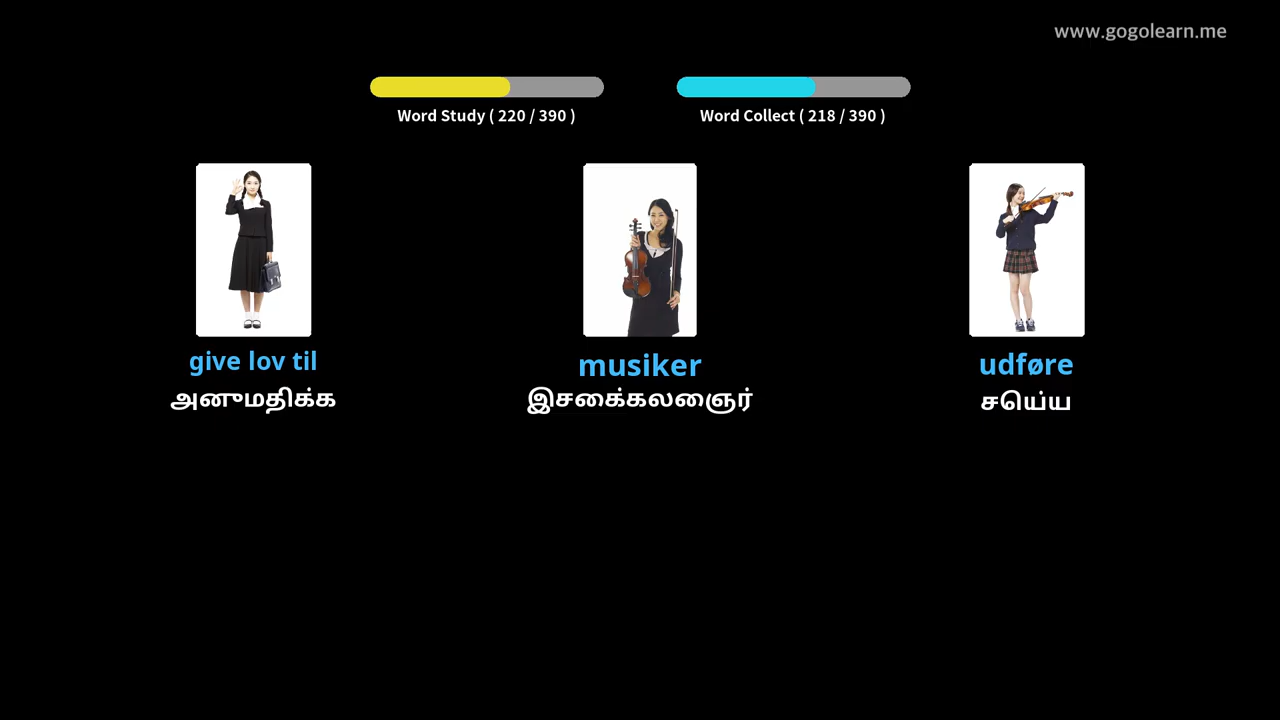 www.gogolearn.me
Word Study ( 220 / 390 )
Word Collect ( 218 / 390 )
give lov til
அனுமதிக்க
musiker
இசைக்கலைஞர்
udføre
செய்ய